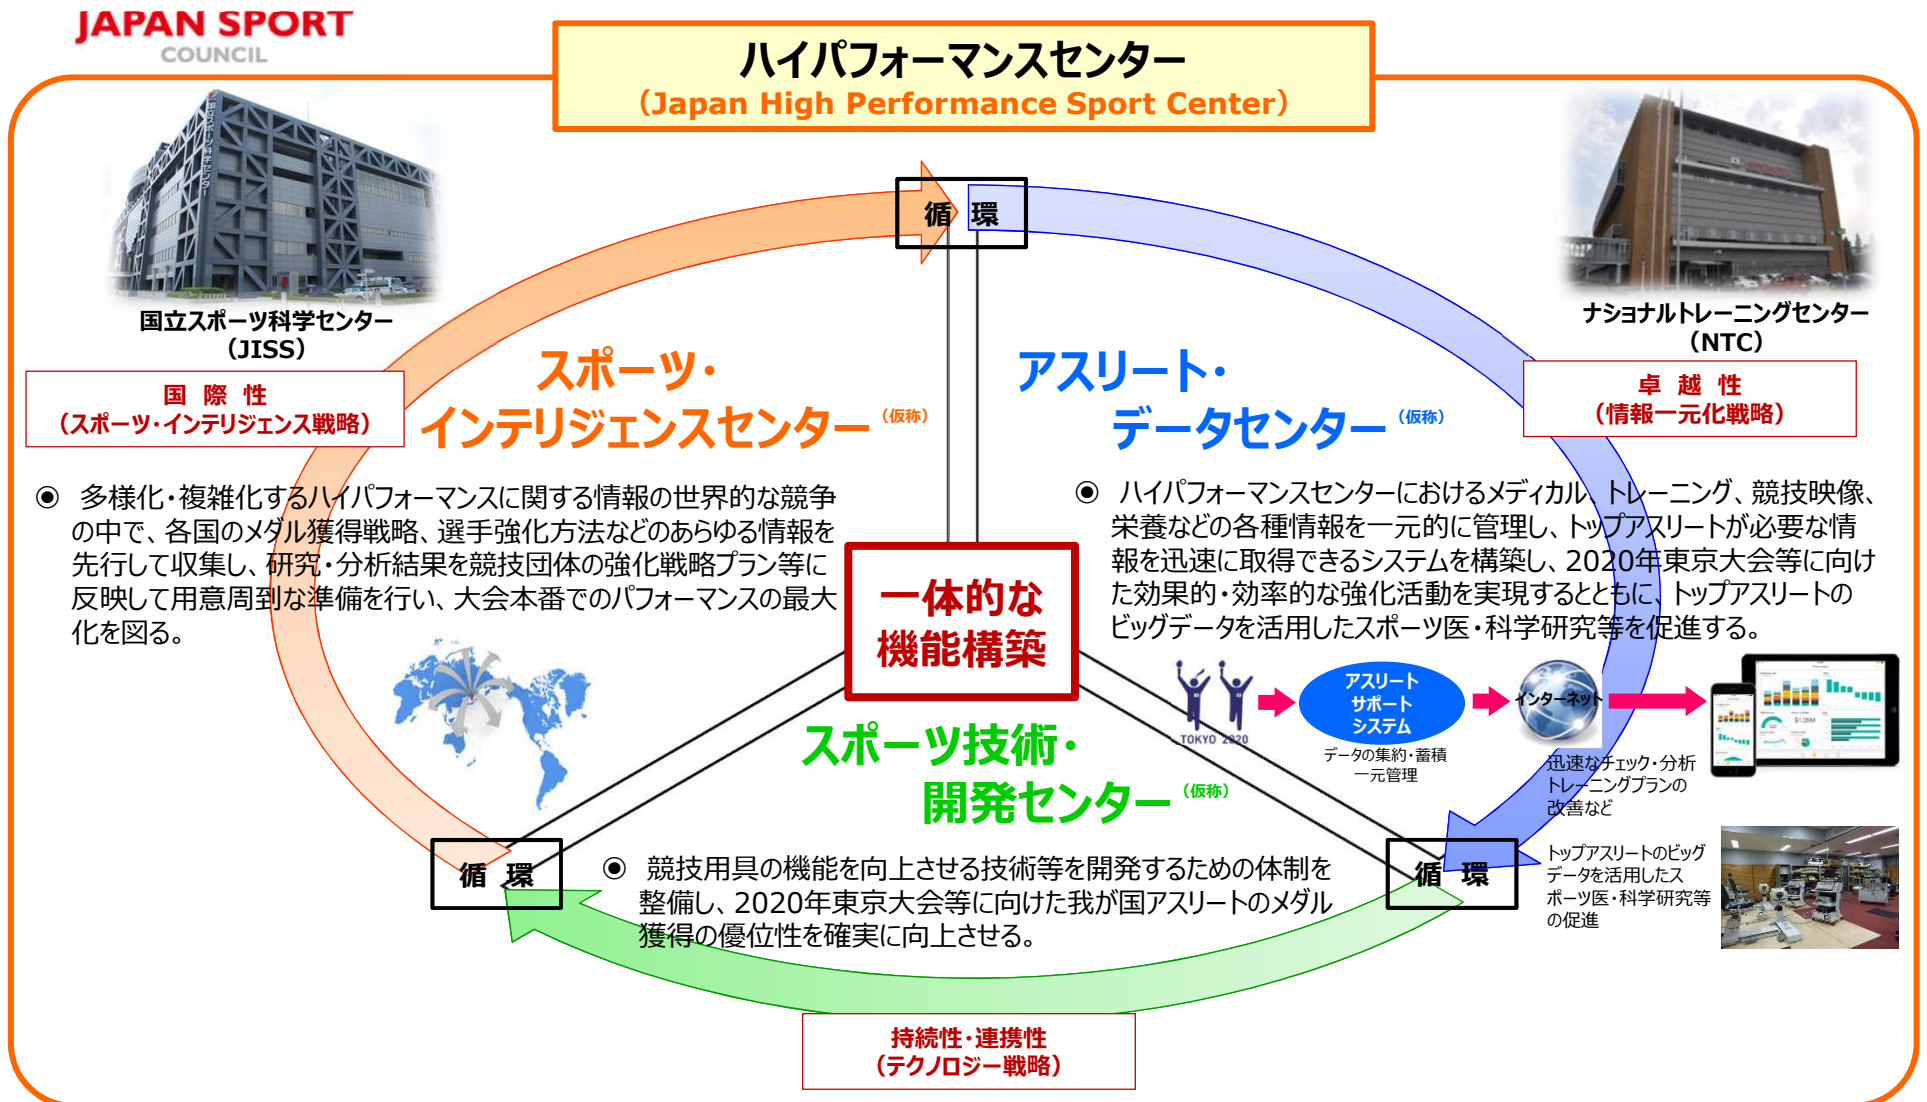 JAPAN SPORT
COUNCIL
ハイパフォーマンスセンター
（Japan High Performance Sport Center）
国立スポーツ科学センター
国立スポーツ科学センター
（JISS）
ナショナルトレーニングセンター
（NTC）
循 環
国 際 性
（スポーツ・インテリジェンス戦略）
スポーツ・
インテリジェンスセンター（仮称）
アスリート・
データセンター（仮称）
卓 越 性
（情報一元化戦略）
◉ 多様化・複雑化するハイパフォーマンスに関する情報の世界的な競争
の中で、各国のメダル獲得戦略、選手強化方法などのあらゆる情報を
先行して収集し、研究・分析結果を競技団体の強化戦略プラン等に
反映して用意周到な準備を行い、大会本番でのパフォーマンスの最大
化を図る。
◉ ハイパフォーマンスセンターにおけるメディカル、トレーニング、競技映像、
栄養などの各種情報を一元的に管理し、トップアスリートが必要な情
報を迅速に取得できるシステムを構築し、2020年東京大会等に向け
た効果的・効率的な強化活動を実現するとともに、トップアスリートの
ビッグデータを活用したスポーツ医・科学研究等を促進する。
一体的な
機能構築
TOKYO 2020
アスリート
サポート
システム
データの集約・蓄積
一元管理
インターネット
迅速なチェック・分析
トレーニングプランの
改善など
スポーツ技術・
開発センター（仮称）
循 環
循 環
◉ 競技用具の機能を向上させる技術等を開発するための体制を
整備し、2020年東京大会等に向けた我が国アスリートのメダル
獲得の優位性を確実に向上させる。
トップアスリートのビッグ
データを活用したス
ポーツ医・科学研究等
の促進
持続性・連携性
（テクノロジー戦略）